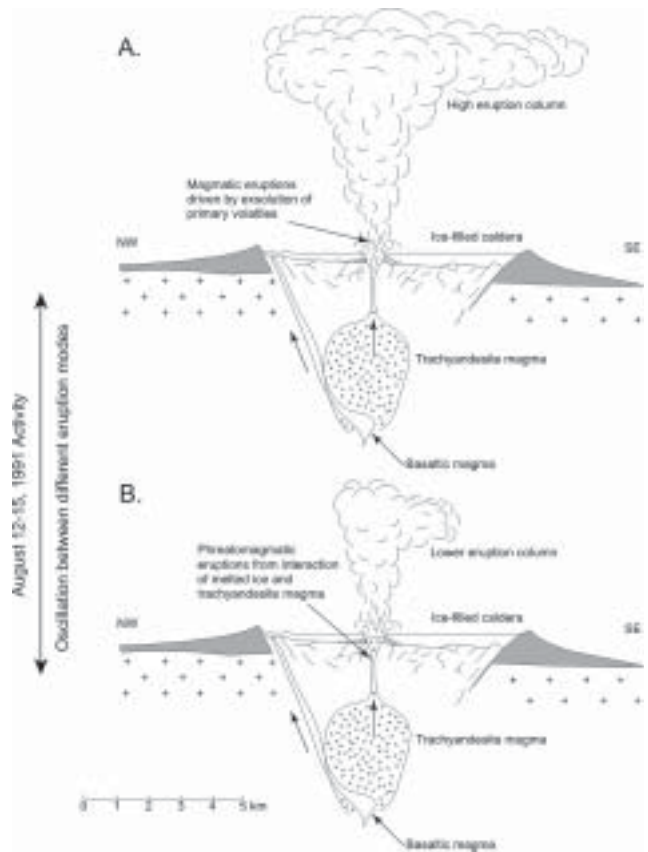 A.
High eruption column
Magmatic eruptions
driven by exsolution of
primary volatiles
NW
Ice-filled caldera
SE
Trachyandesite magma
Basaltic magma
August 12-15, 1991 Activity
Oscillation between different eruption modes
B.
Lower eruption column
Phreatomagmatic
eruptions from interaction
of melted ice and
trachyandesite magma
NW
Ice-filled caldera
SE
Trachyandesite magma
0 1 2 3 4 5 km
Basaltic magma